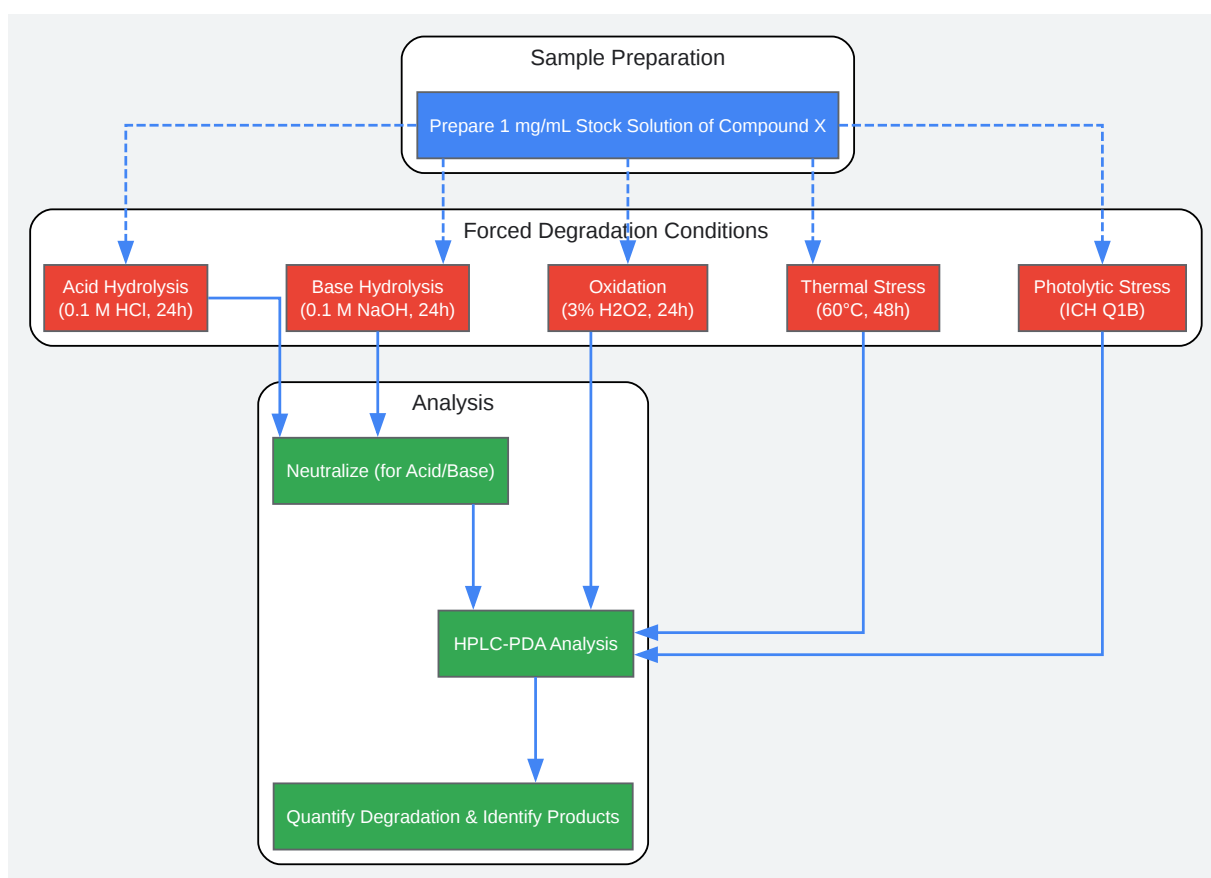 Sample Preparation
Prepare 1 mg/mL Stock Solution of Compound X
Forced Degradation Conditions
Acid Hydrolysis
(0.1 M HCl, 24h)
Base Hydrolysis
(0.1 M NaOH, 24h)
Oxidation
(3% H2O2, 24h)
Thermal Stress
(60°C, 48h)
Photolytic Stress
(ICH Q1B)
Analysis
Neutralize (for Acid/Base)
HPLC-PDA Analysis
Quantify Degradation & Identify Products